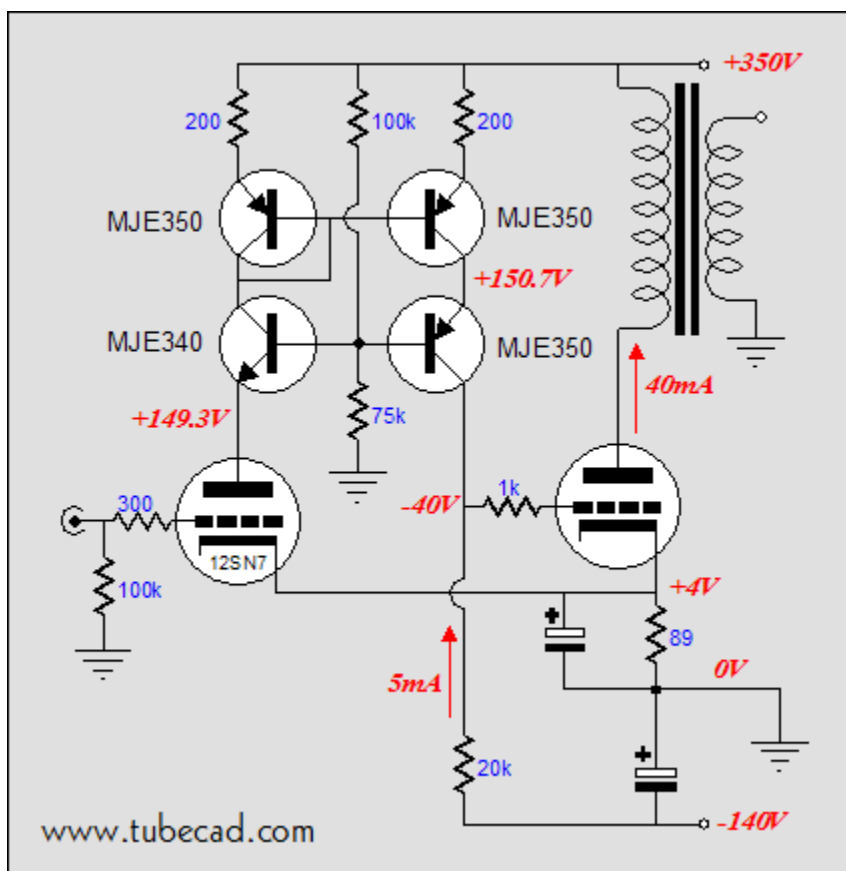 +350V
200
100k
200
MJE350
MJE350
+150.7V
MJE340
MJE350
40mA
+149.3V
75k
300
-40V
1k
12SN7
100k
+4V
+
89
5mA
0V
+
20k
www.tubecad.com
-140V